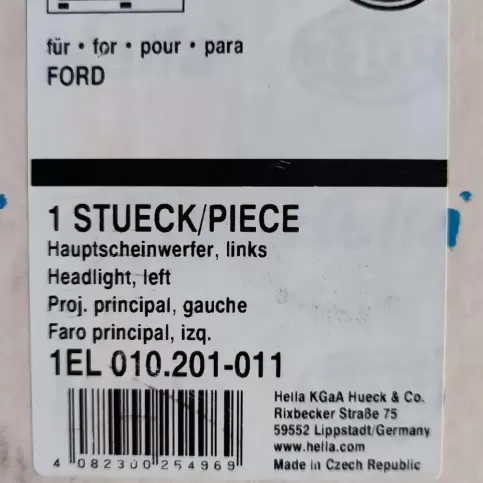 für • for • pour • para
FORD
1 STUECK/PIECE
Hauptscheinwerfer, links
Headlight, left
Proj. principal, gauche
Faro principal, izq.
1EL 010.201-011
4 082300 254969
Hella KGaA Hueck & Co.
Rixbecker Straße 75
59552 Lippstadt/Germany
www.hella.com
Made in Czech Republic